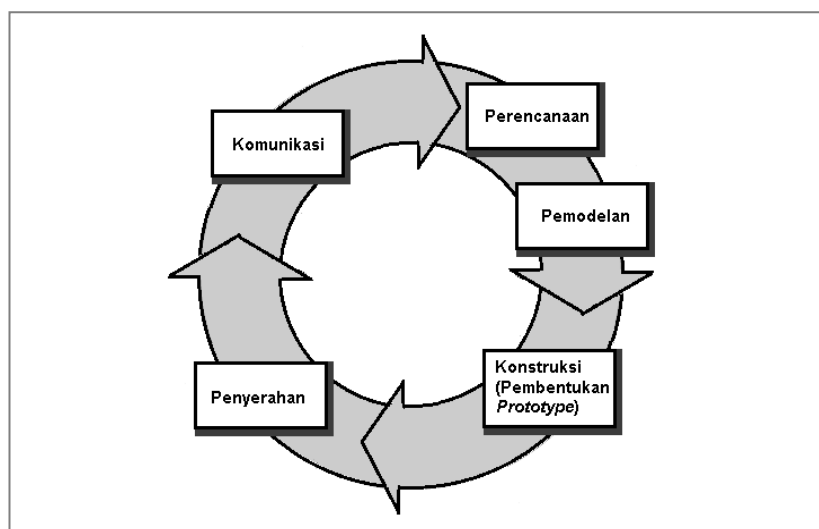 Komunikasi
Perencanaan
Pemodelan
Konstruksi
(Pembentukan
Prototype)
Penyerahan